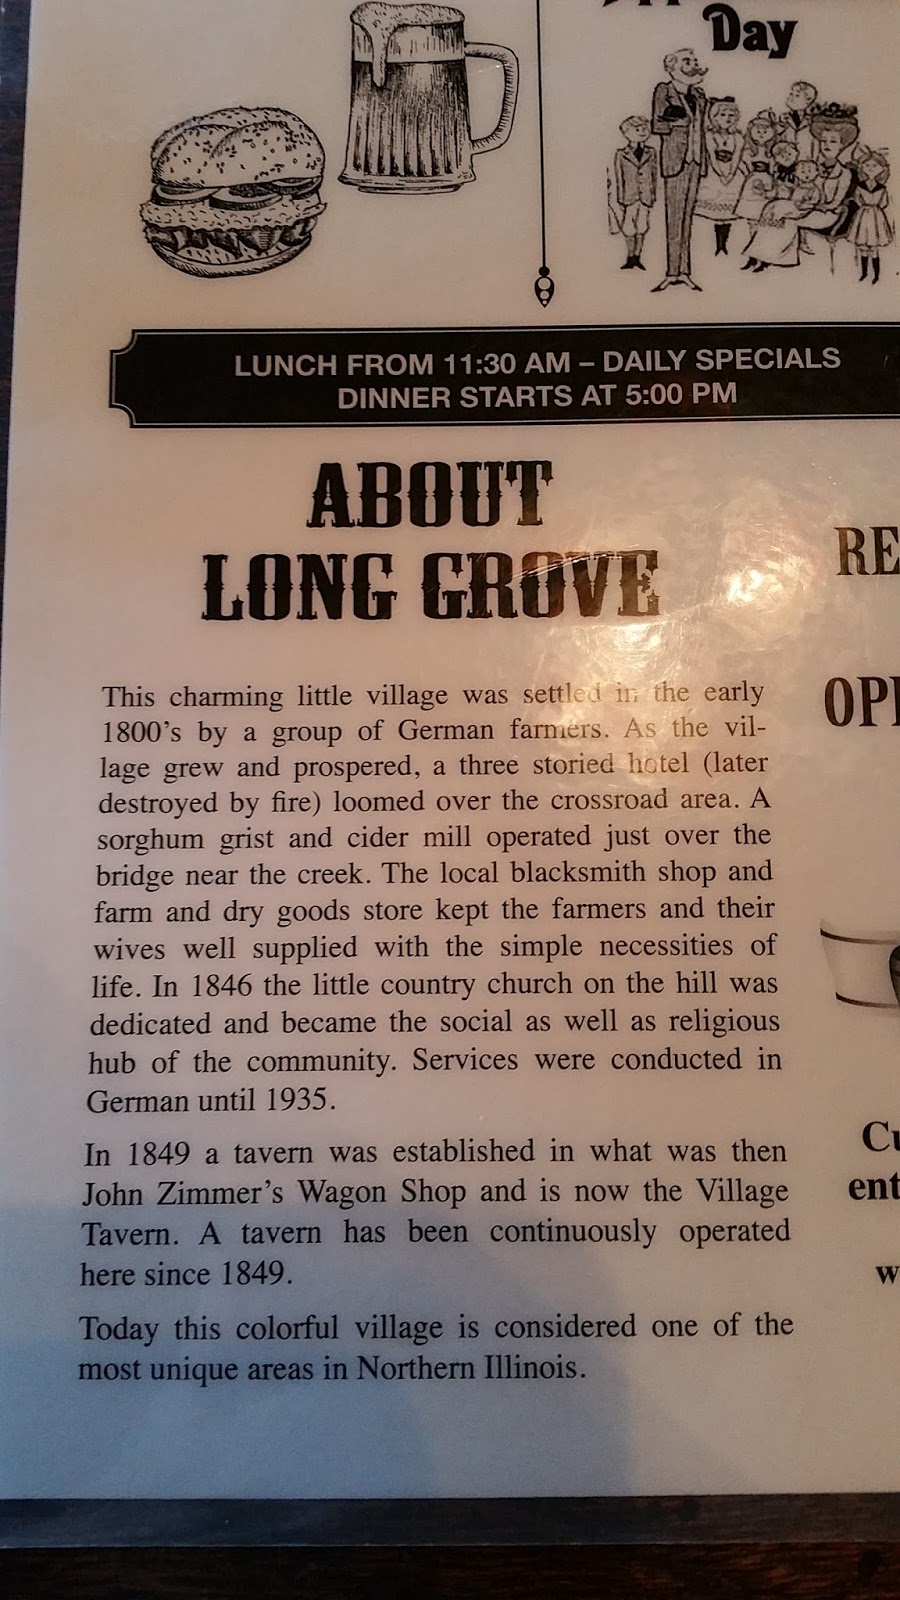 Day
LUNCH FROM 11:30 AM – DAILY SPECIALS
DINNER STARTS AT 5:00 PM
ABOUT
LONG GROVE
This charming little village was settled in the early
1800's by a group of German farmers. As the vil-
lage grew and prospered, a three storied hotel (later
destroyed by fire) loomed over the crossroad area. A
sorghum grist and cider mill operated just over the
bridge near the creek. The local blacksmith shop and
farm and dry goods store kept the farmers and their
wives well supplied with the simple necessities of
life. In 1846 the little country church on the hill was
dedicated and became the social as well as religious
hub of the community. Services were conducted in
German until 1935.
In 1849 a tavern was established in what was then
John Zimmer's Wagon Shop and is now the Village
Tavern. A tavern has been continuously operated
here since 1849.
Today this colorful village is considered one of the
most unique areas in Northern Illinois.
RE
OPE
Cu
ent
w